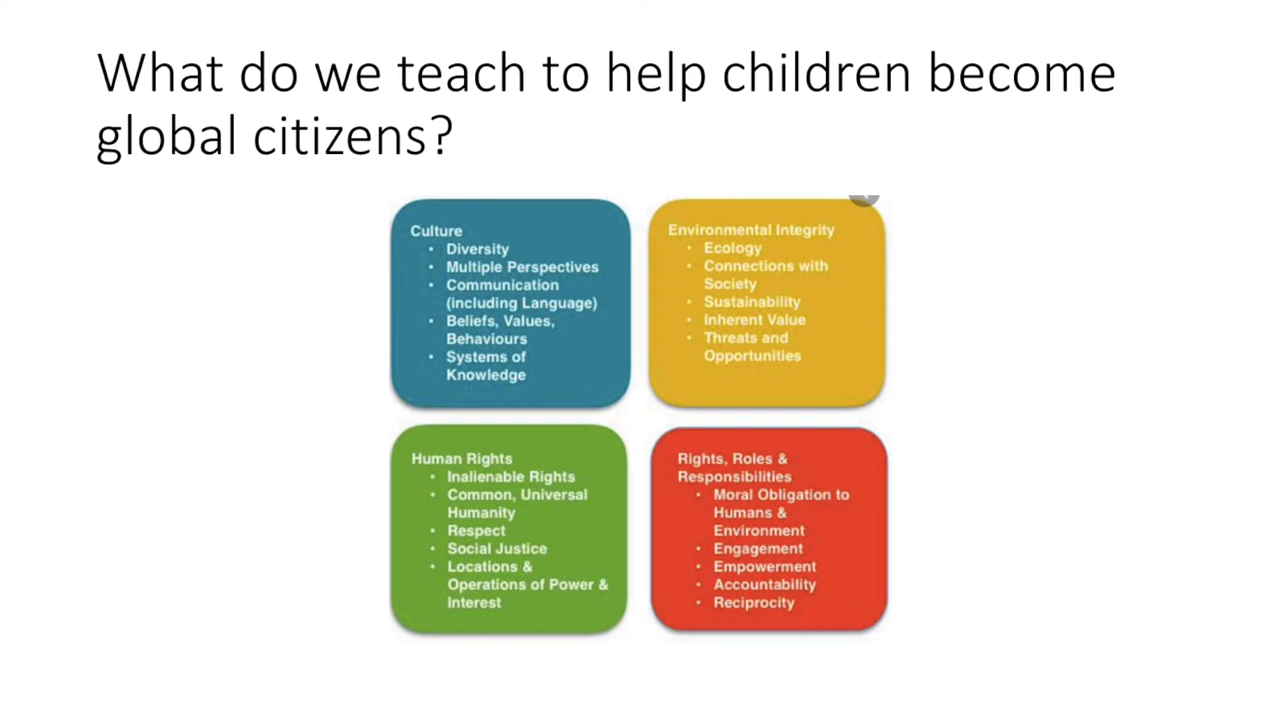 What do we teach to help children become
global citizens?
Culture
• Diversity
• Multiple Perspectives
• Communication
(including Language)
• Beliefs, Values,
Behaviours
• Systems of
Knowledge
Environmental Integrity
• Ecology
• Connections with
Society
• Sustainability
• Inherent Value
• Threats and
Opportunities
Human Rights
• Inalienable Rights
• Common, Universal
Humanity
• Respect
• Social Justice
• Locations &
Operations of Power &
Interest
Rights, Roles &
Responsibilities
• Moral Obligation to
Humans &
Environment
• Engagement
• Empowerment
• Accountability
• Reciprocity